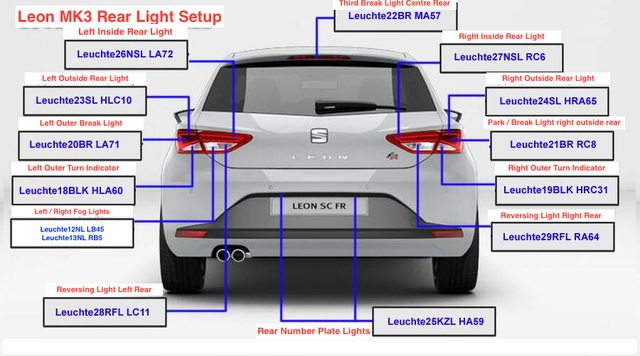 Leon MK3 Rear Light Setup
Third Break Light Centre Rear
Leuchte22BR MA57
Left Inside Rear Light
Leuchte26NSL LA72
Right Inside Rear Light
Leuchte27NSL RC6
Left Outside Rear Light
Leuchte23SL HLC10
Right Outside Rear Light
Leuchte24SL HRA65
Left Outer Break Light
Leuchte20BR LA71
Park / Break Light right outside rear
Leuchte21BR RC8
Left Outer Turn Indicator
Leuchte18BLK HLA60
Right Outer Turn Indicator
Leuchte19BLK HRC31
Left / Right Fog Lights
Leuchte12NL LB45
Leuchte13NL RB5
Reversing Light Right Rear
Leuchte29RFL RA64
LEON
FR
LEON SC FR
Reversing Light Left Rear
Leuchte28RFL LC11
Rear Number Plate Lights
Leuchte25KZL HA59